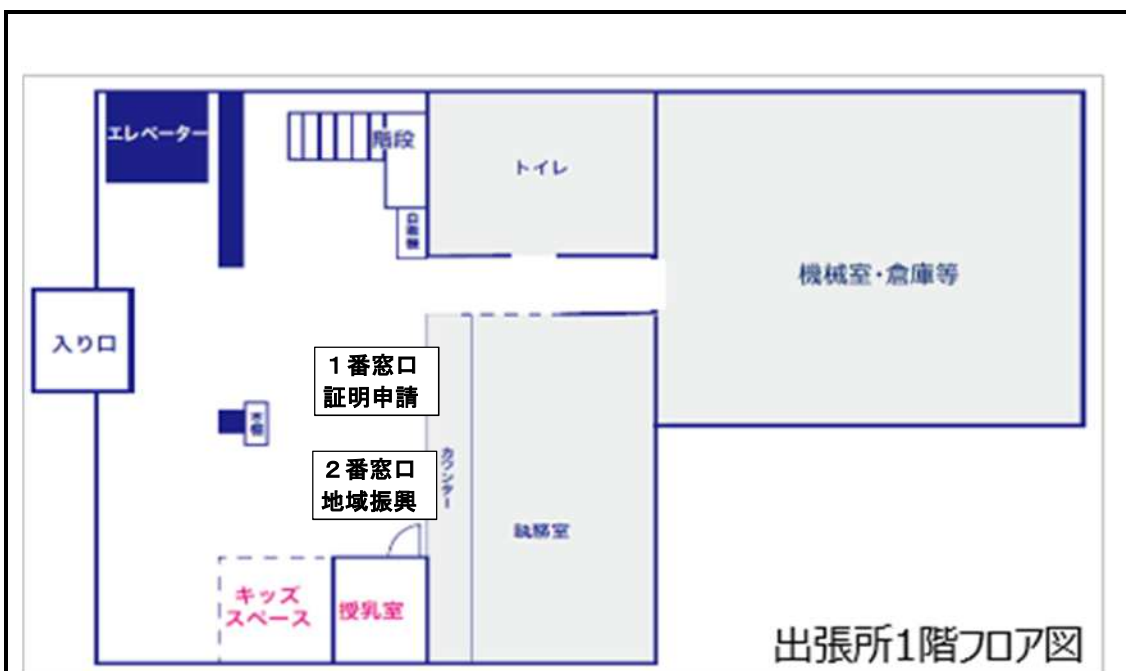 エレベーター
階段
トイレ
自販機
機械室・倉庫等
入り口
1番窓口
証明申請
2番窓口
地域振興
カウンター
執務室
キッズ
スペース
授乳室
出張所1階フロア図